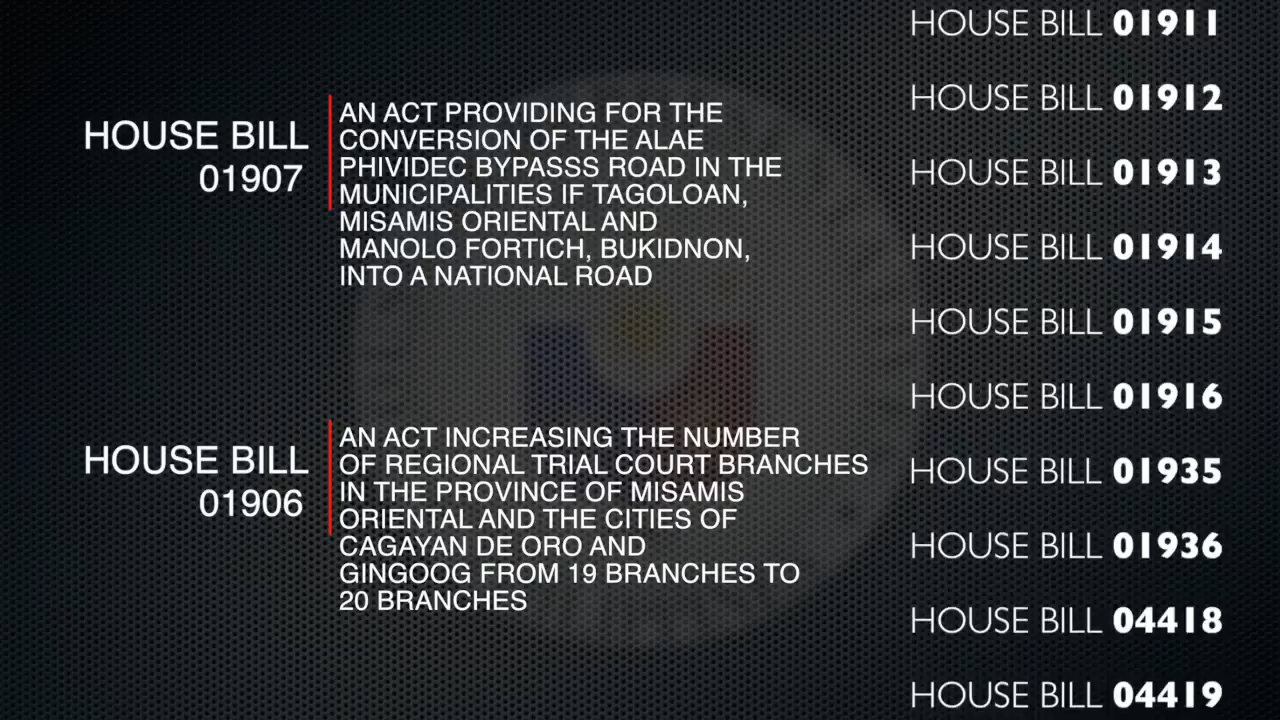 HOUSE BILL
01907
AN ACT PROVIDING FOR THE
CONVERSION OF THE ALAE
PHIVIDEC BYPASSS ROAD IN THE
MUNICIPALITIES IF TAGOLOAN,
MISAMIS ORIENTAL AND
MANOLO FORTICH, BUKIDNON,
INTO A NATIONAL ROAD
HOUSE BILL
01906
AN ACT INCREASING THE NUMBER
OF REGIONAL TRIAL COURT BRANCHES
IN THE PROVINCE OF MISAMIS
ORIENTAL AND THE CITIES OF
CAGAYAN DE ORO AND
GINGOOG FROM 19 BRANCHES TO
20 BRANCHES
HOUSE BILL 01911
HOUSE BILL 01912
HOUSE BILL 01913
HOUSE BILL 01914
HOUSE BILL 01915
HOUSE BILL 01916
HOUSE BILL 01935
HOUSE BILL 01936
HOUSE BILL 04418
HOUSE BILL 04419